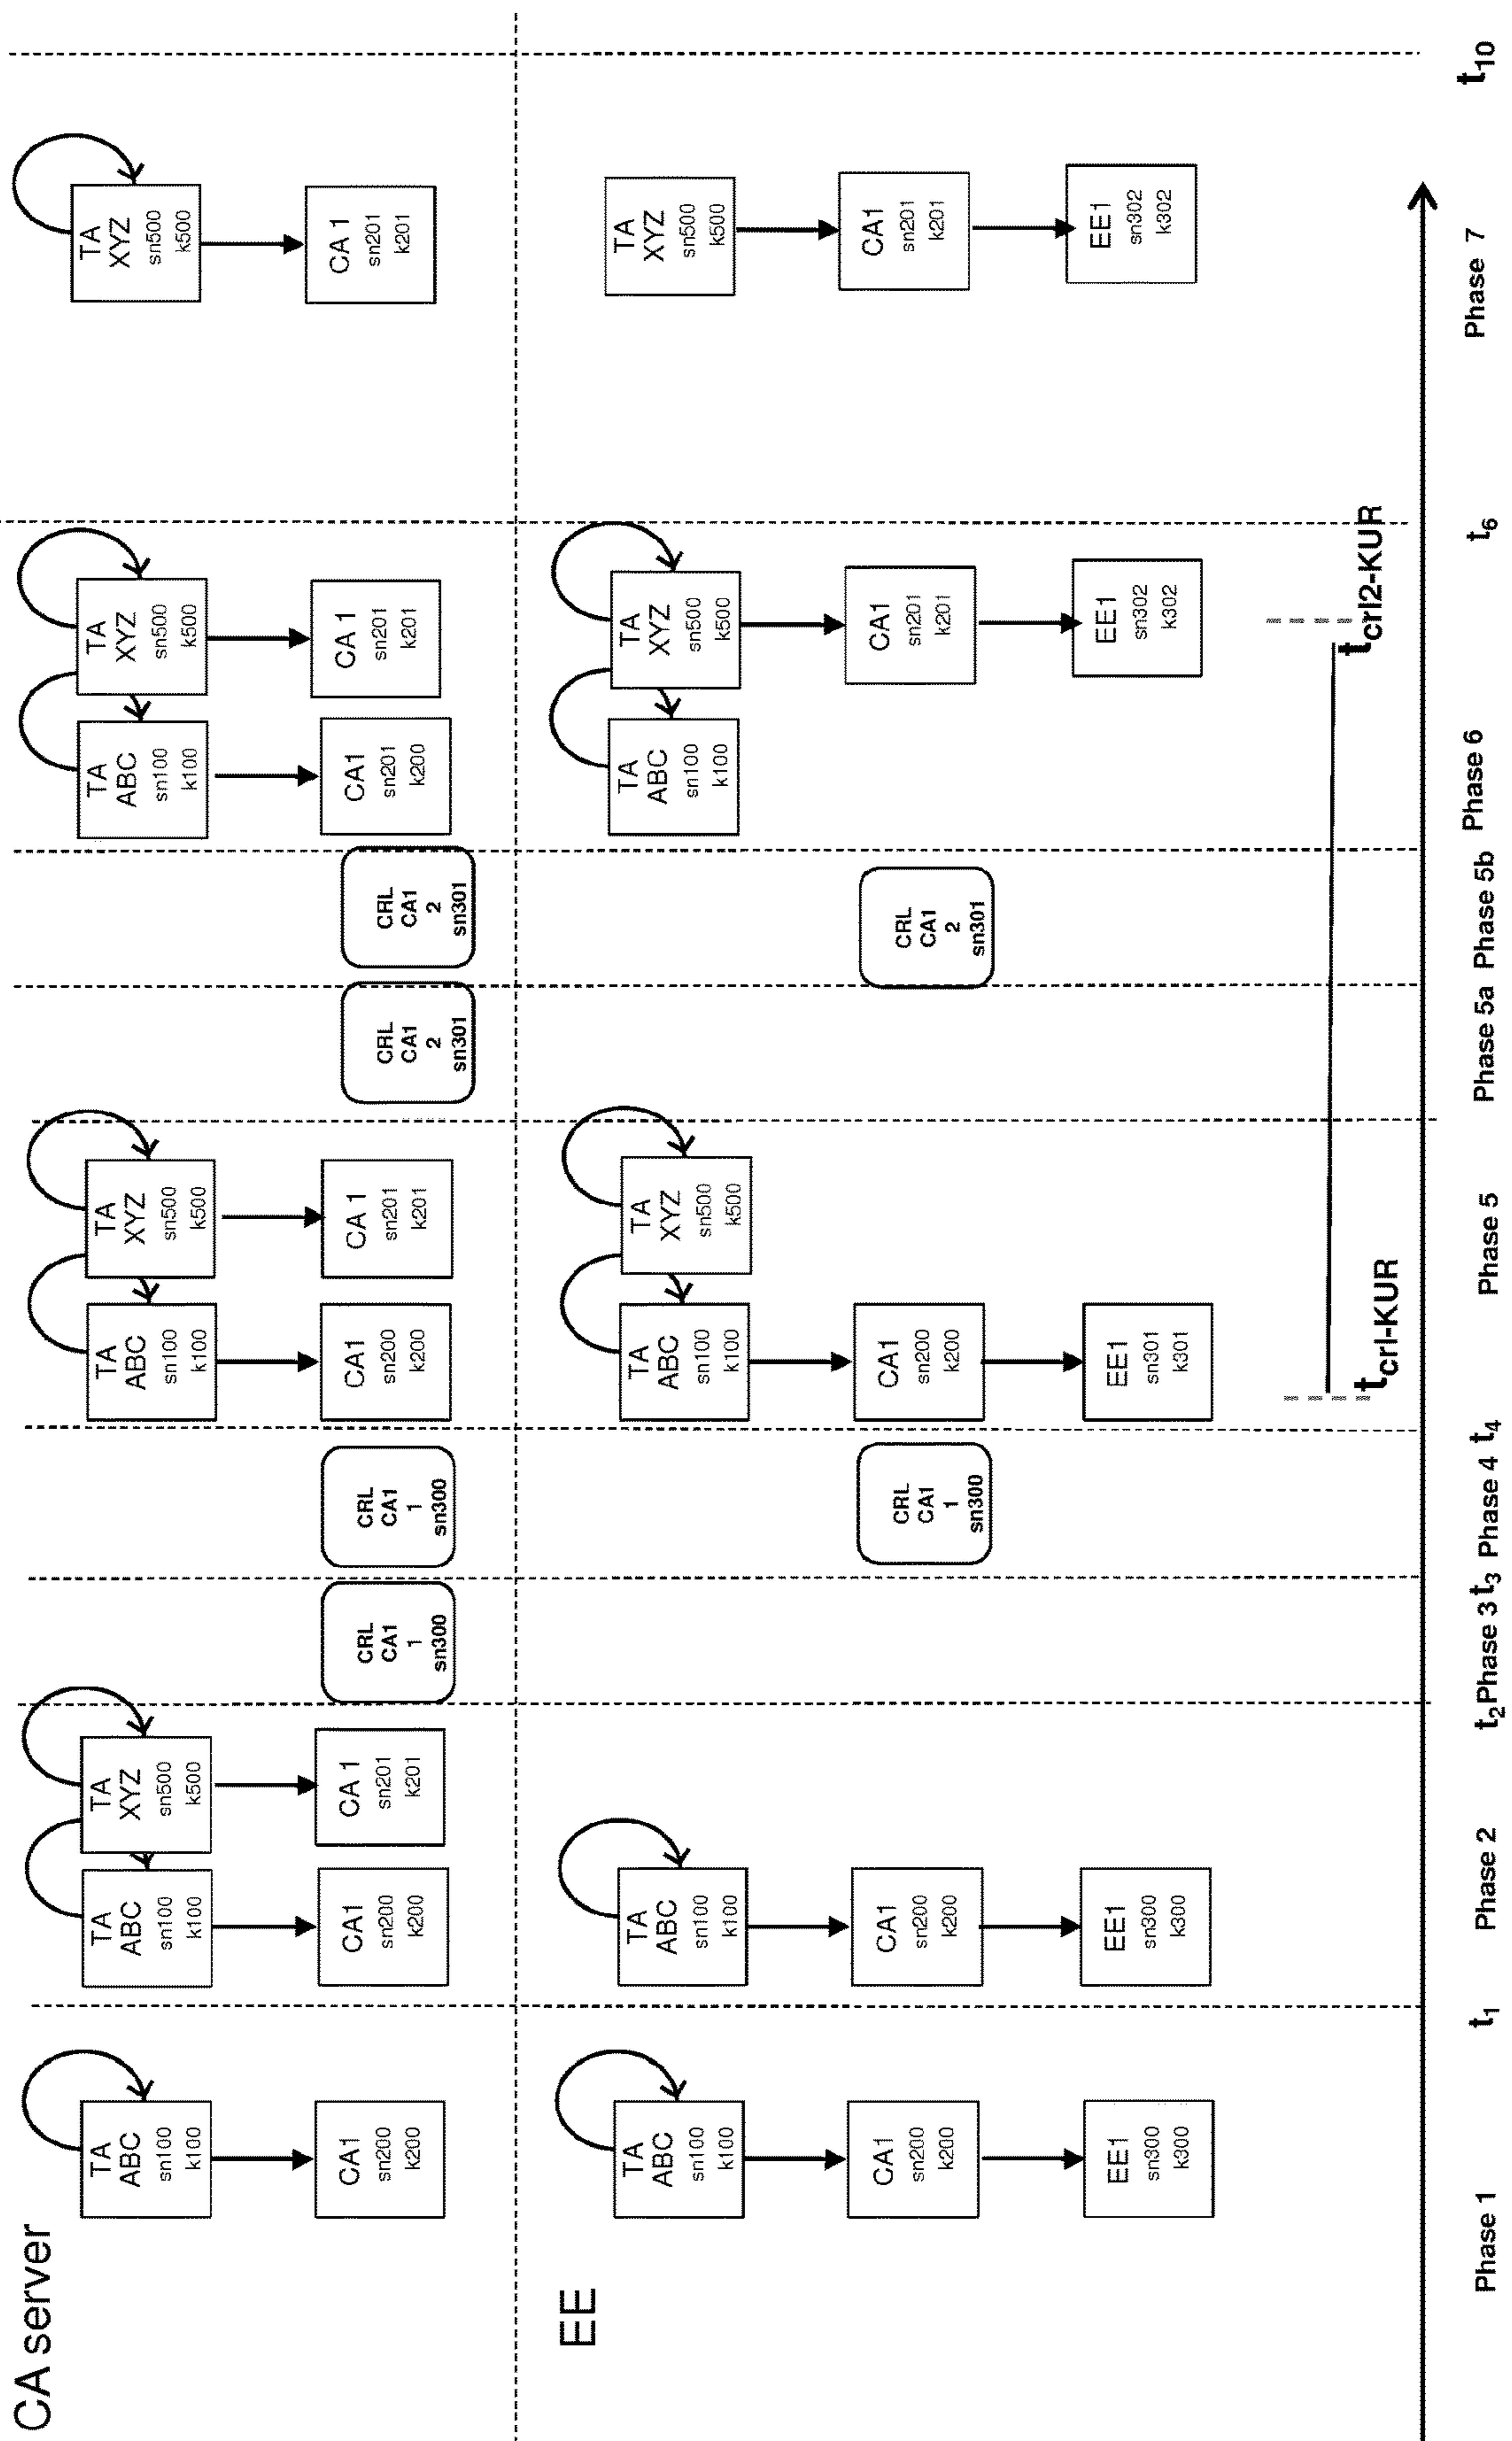 CA server
TA
ABC
sn100
k100
CA1
sn200
k200
TA
ABC
sn100
k100
CA1
sn200
k200
TA
XYZ
sn500
k500
CA 1
sn201
k201
CRL
CA1
1
sn300
CRL
CA1
1
sn300
TA
ABC
sn100
k100
CA1
sn200
k200
TA
XYZ
sn500
k500
CA 1
sn201
k201
CRL
CA1
2
sn301
CRL
CA1
2
sn301
TA
ABC
sn100
k100
CA1
sn201
k200
TA
XYZ
sn500
k500
CA 1
sn201
k201
TA
XYZ
sn500
k500
CA 1
sn201
k201
EE
TA
ABC
sn100
k100
CA1
sn200
k200
EE1
sn300
k300
TA
ABC
sn100
k100
CA1
sn200
k200
EE1
sn300
k300
CRL
CA1
1
sn300
TA
ABC
sn100
k100
CA1
sn200
k200
EE1
sn301
k301
TA
XYZ
sn500
k500
CRL
CA1
2
sn301
TA
ABC
sn100
k100
TA
XYZ
sn500
k500
CA1
sn201
k201
EE1
sn302
k302
TA
XYZ
sn500
k500
CA1
sn201
k201
EE1
sn302
k302
tcrl-KUR
tcrl2-KUR
Phase 1 t1 Phase 2 t2 Phase 3 t3 Phase 4 t4 Phase 5 Phase 5a Phase 5b Phase 6 t6 Phase 7 t10